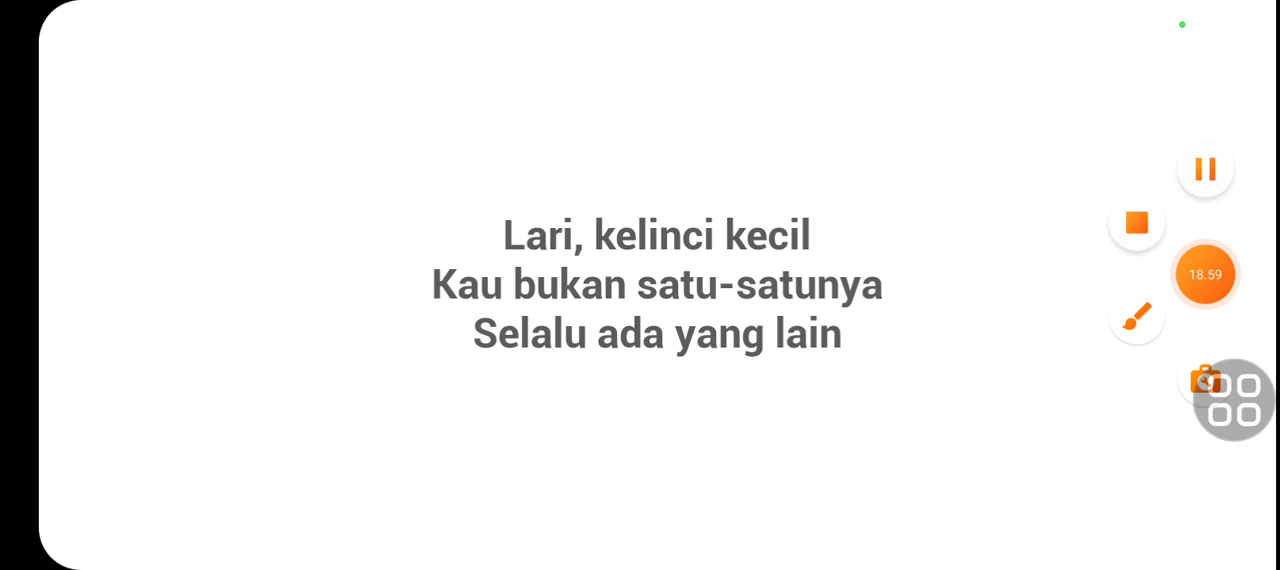 Lari, kelinci kecil
Kau bukan satu-satunya
Selalu ada yang lain
18.59